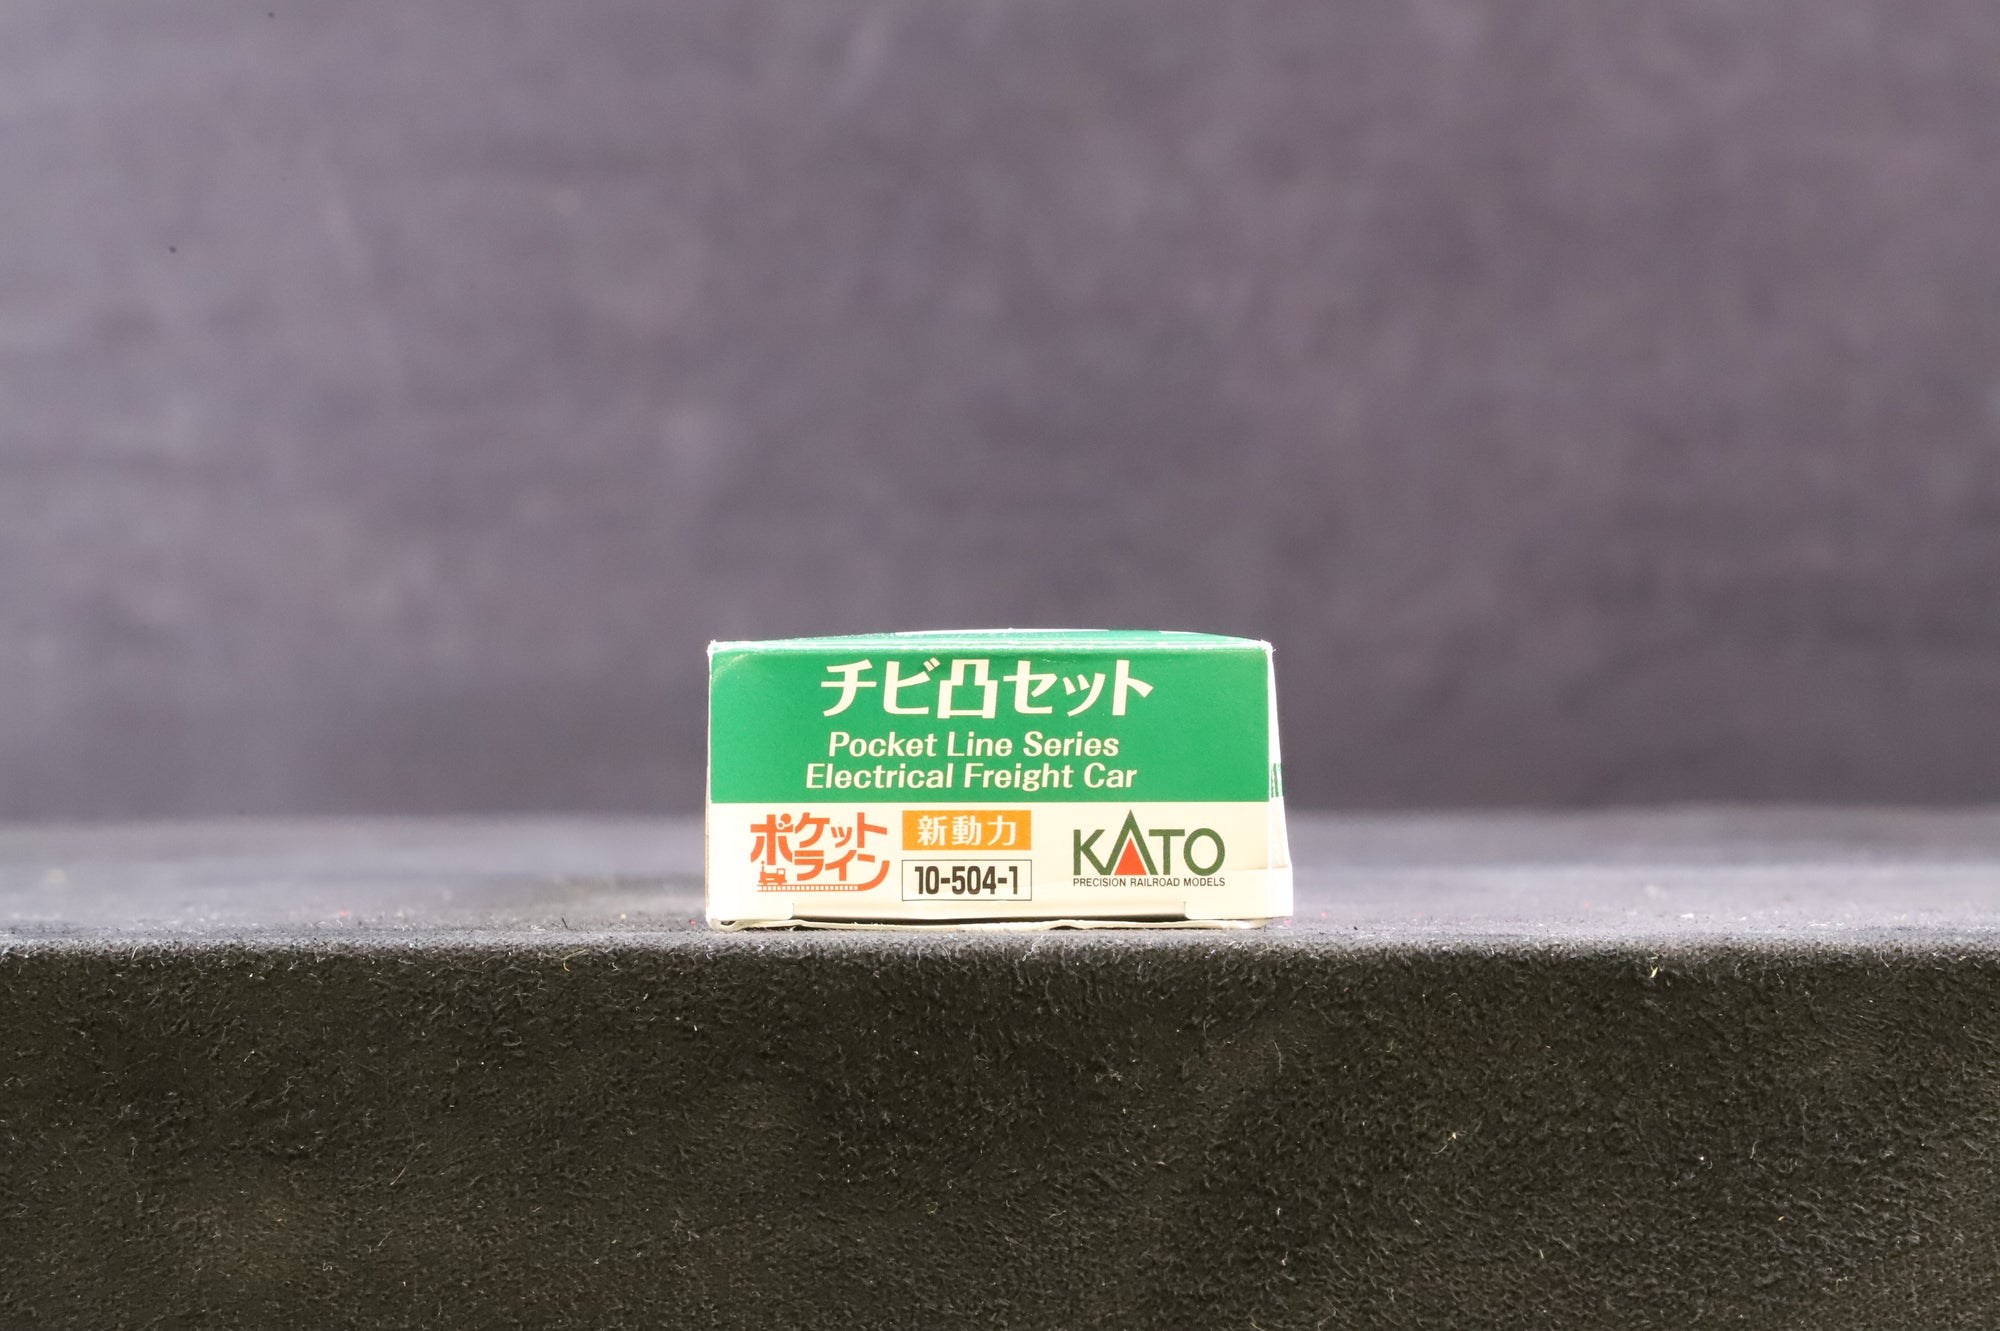 チビ凸セット
Pocket Line Series
Electrical Freight Car
ポケット
ライン
新動力
10-504-1
KATO
PRECISION RAILROAD MODELS